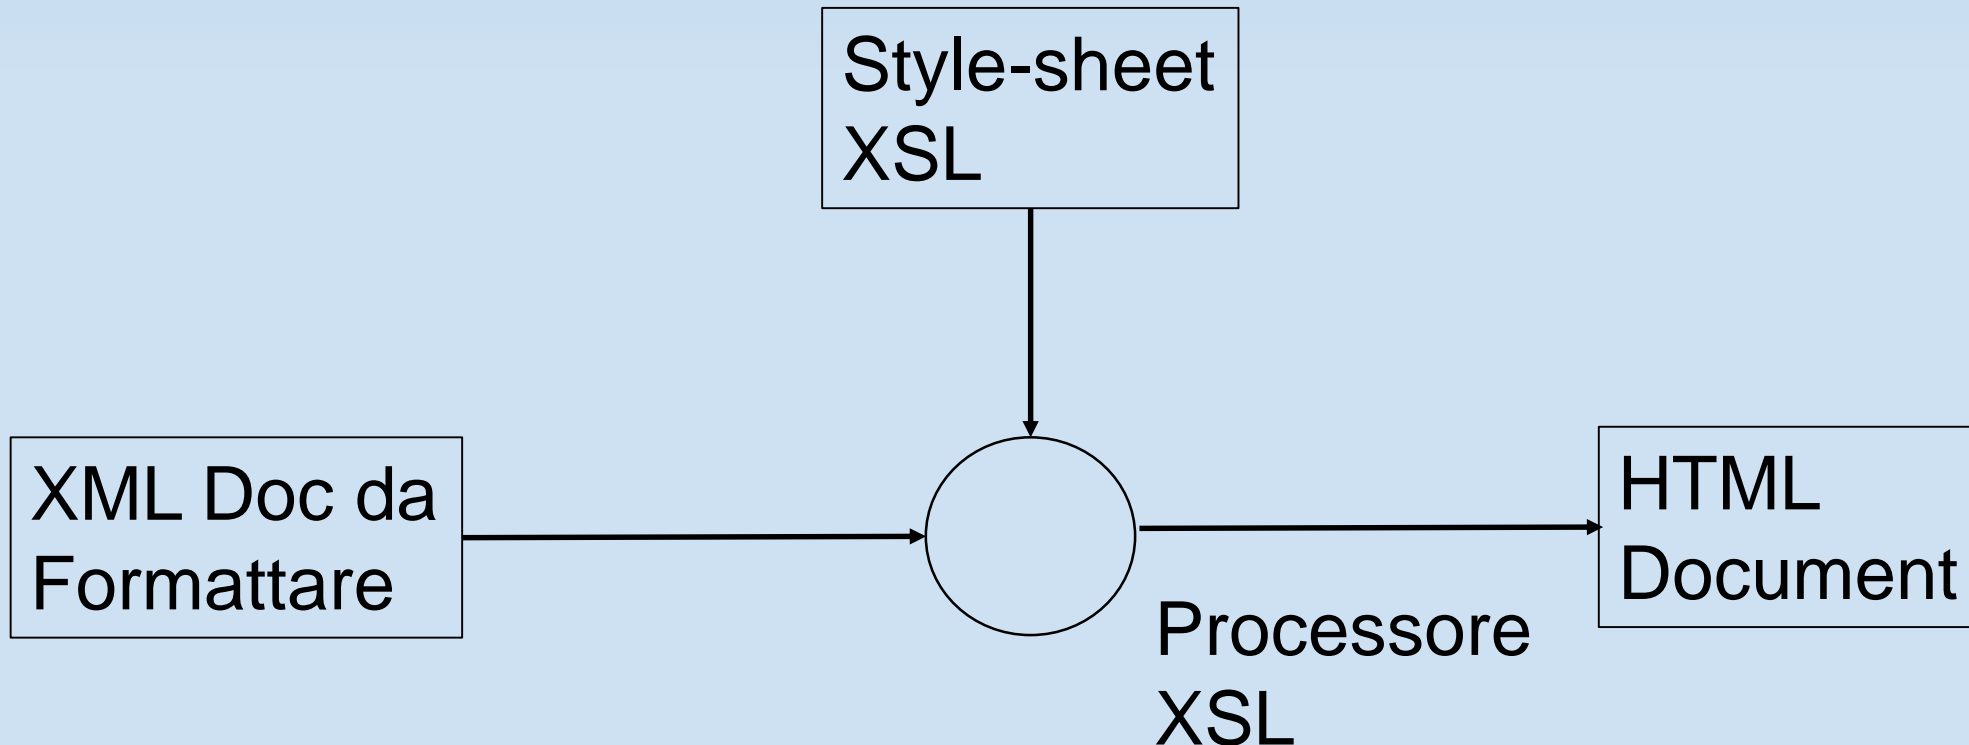 Style-sheet
XSL
XML Doc da
Formattare
HTML
Document
Processore
XSL